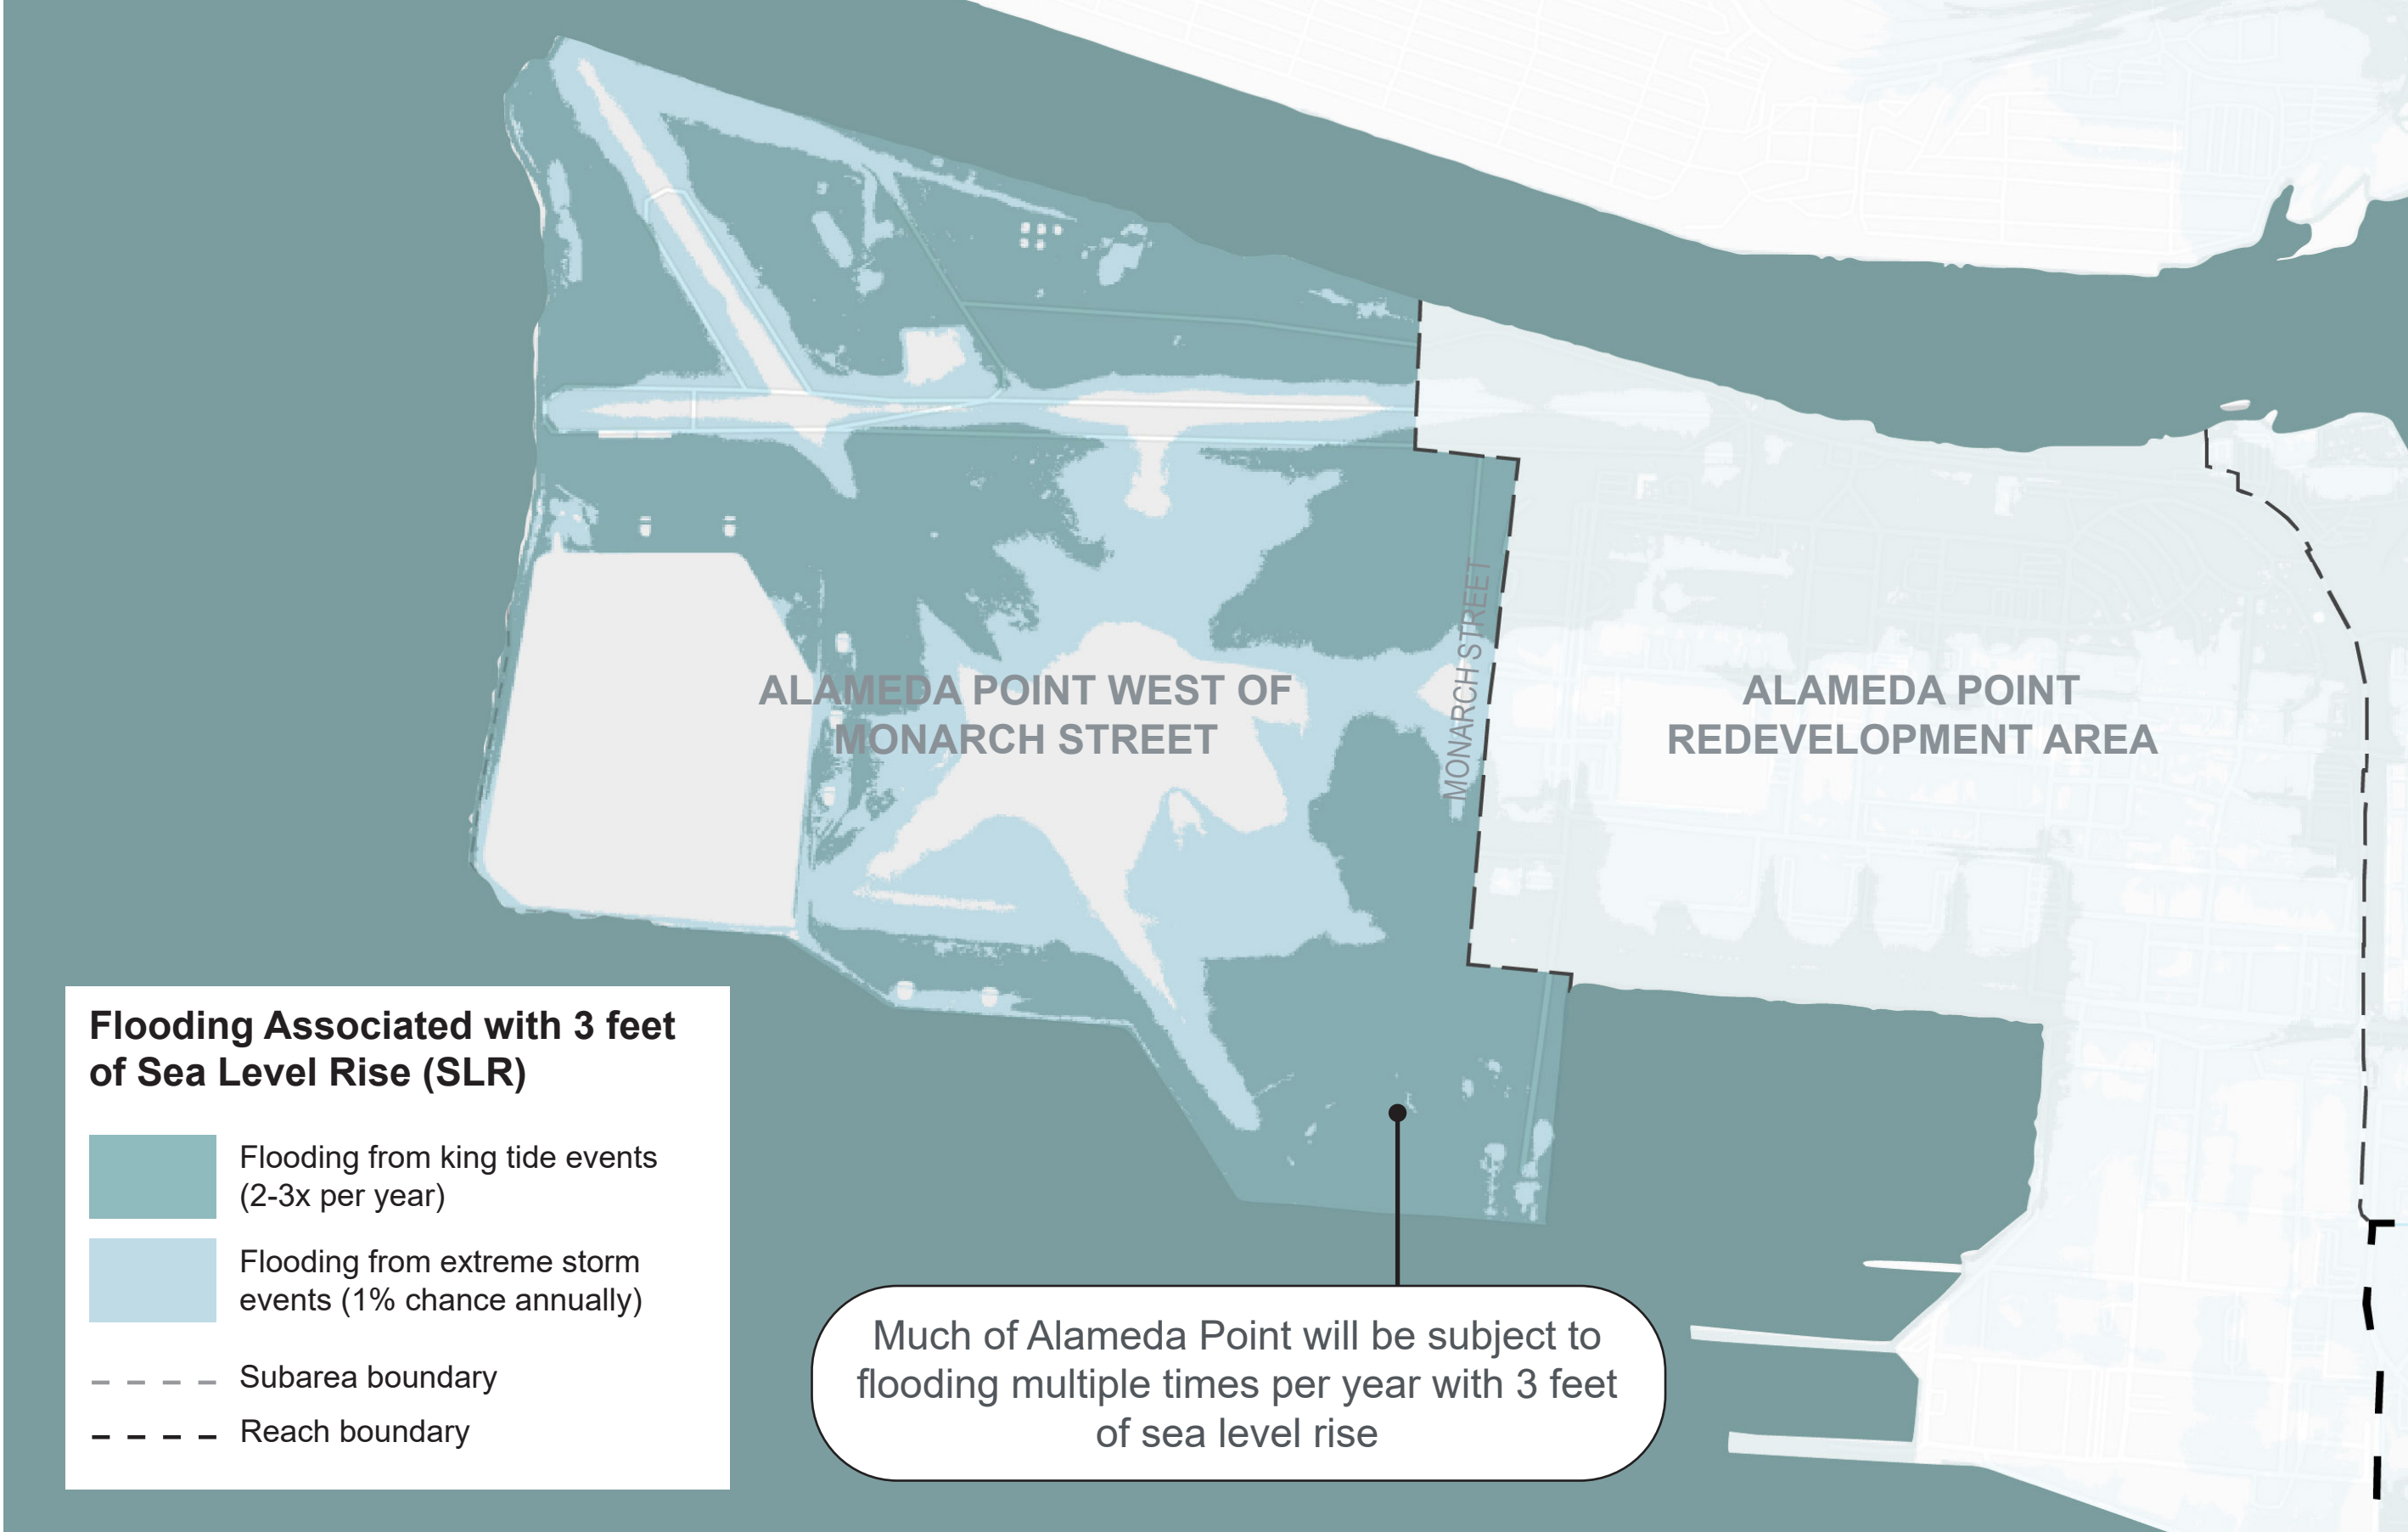 ALAMEDA POINT WEST OF
MONARCH STREET
MONARCH STREET
ALAMEDA POINT
REDEVELOPMENT AREA
Flooding Associated with 3 feet
of Sea Level Rise (SLR)
Flooding from king tide events
(2-3x per year)
Flooding from extreme storm
events (1% chance annually)
Subarea boundary
Reach boundary
Much of Alameda Point will be subject to
flooding multiple times per year with 3 feet
of sea level rise